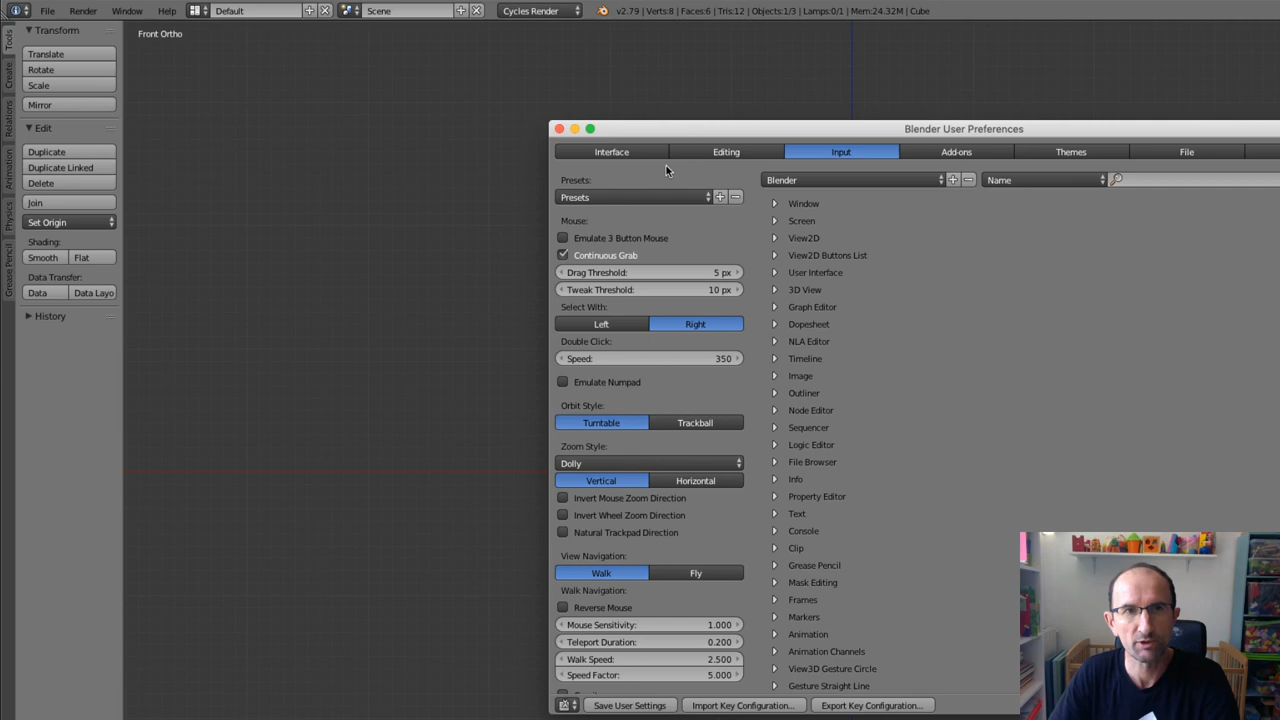 File Render Window Help Default Scene Cycles Render v2.79 | Verts:8 | Faces:6 | Tris:12 | Objects:1/3 | Lamps:0/1 | Mem:24.32M | Cube
Tools
Create
Relations
Animation
Physics
Grease Pencil
Transform
Translate
Rotate
Scale
Mirror
Edit
Duplicate
Duplicate Linked
Delete
Join
Set Origin
Shading:
Smooth Flat
Data Transfer:
Data Data Layo
History
Front Ortho
Blender User Preferences
Interface Editing Input Add-ons Themes File
Presets:
Presets
Mouse:
Emulate 3 Button Mouse
Continuous Grab
Drag Threshold: 5 px
Tweak Threshold: 10 px
Select With:
Left Right
Double Click:
Speed: 350
Emulate Numpad
Orbit Style:
Turntable Trackball
Zoom Style:
Dolly
Vertical Horizontal
Invert Mouse Zoom Direction
Invert Wheel Zoom Direction
Natural Trackpad Direction
View Navigation:
Walk Fly
Walk Navigation:
Reverse Mouse
Mouse Sensitivity: 1.000
Teleport Duration: 0.200
Walk Speed: 2.500
Speed Factor: 5.000
Blender Name
Window
Screen
View2D
View2D Buttons List
User Interface
3D View
Graph Editor
Dopesheet
NLA Editor
Timeline
Image
Outliner
Node Editor
Sequencer
Logic Editor
File Browser
Info
Property Editor
Text
Console
Clip
Grease Pencil
Mask Editing
Frames
Markers
Animation
Animation Channels
View3D Gesture Circle
Gesture Straight Line
Save User Settings Import Key Configuration... Export Key Configuration...